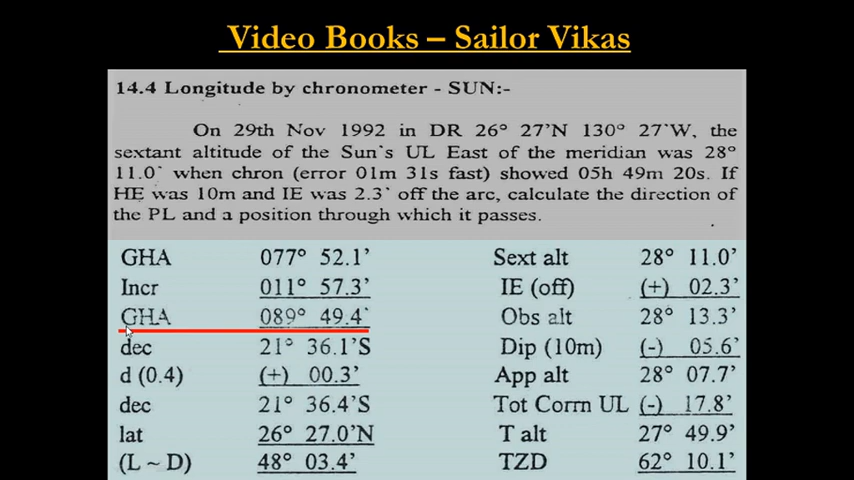 Video Books – Sailor Vikas
14.4 Longitude by chronometer - SUN:-
On 29th Nov 1992 in DR 26° 27'N 130° 27'W, the
sextant altitude of the Sun's UL East of the meridian was 28°
11.0' when chron (error 01m 31s fast) showed 05h 49m 20s. If
HE was 10m and IE was 2.3' off the arc, calculate the direction of
the PL and a position through which it passes.
GHA 077° 52.1' Sext alt 28° 11.0'
Incr 011° 57.3' IE (off) (+) 02.3'
GHA 089° 49.4' Obs alt 28° 13.3'
dec 21° 36.1'S Dip (10m) (-) 05.6'
d (0.4) (+) 00.3' App alt 28° 07.7'
dec 21° 36.4'S Tot Corrn UL (-) 17.8'
lat 26° 27.0'N T alt 27° 49.9'
(L ~ D) 48° 03.4' TZD 62° 10.1'